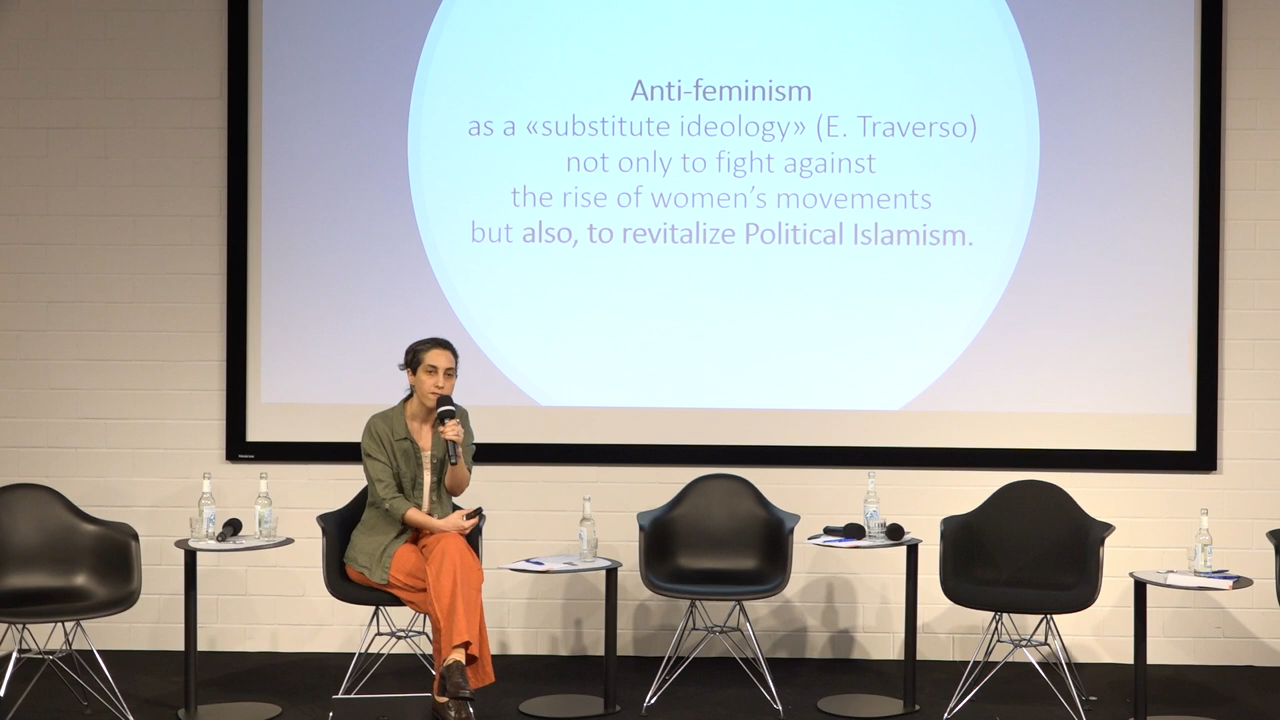 Anti-feminism
as a «substitute ideology» (E. Traverso)
not only to fight against
the rise of women's movements
but also, to revitalize Political Islamism.